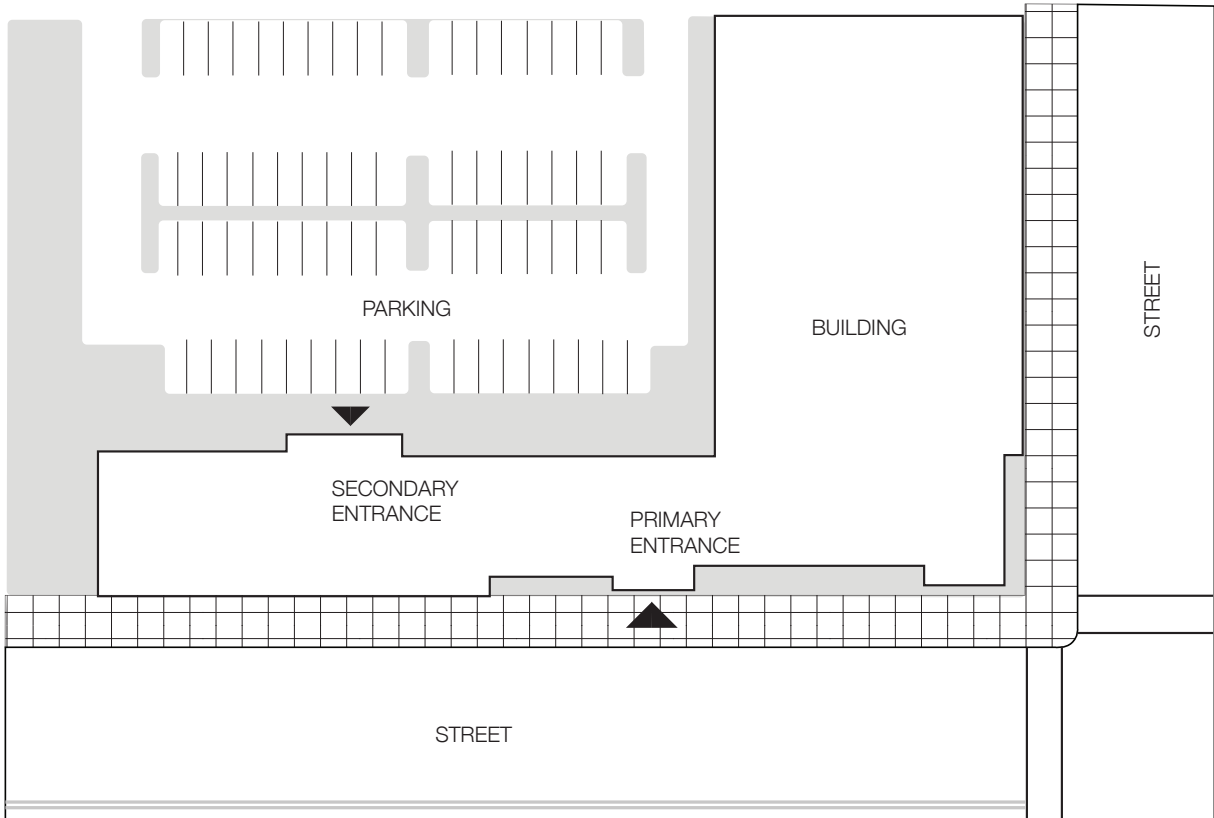 PARKING
BUILDING
STREET
SECONDARY
ENTRANCE
PRIMARY
ENTRANCE
STREET